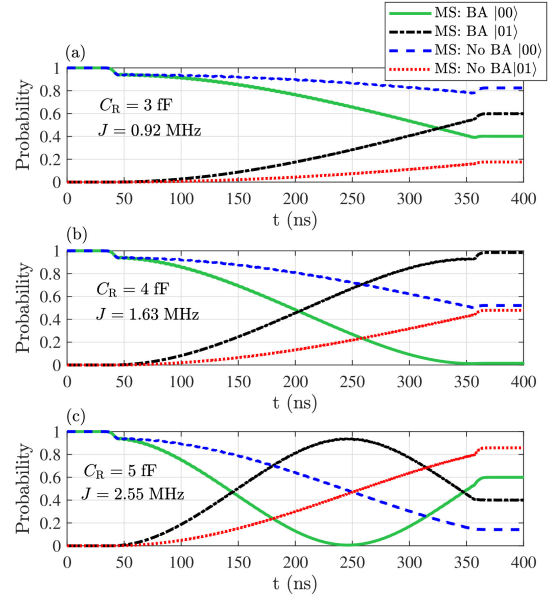 MS: BA |00⟩
MS: BA |01⟩
MS: No BA |00⟩
MS: No BA|01⟩
(a)
Probability
1
0.8
0.6
0.4
0.2
0
C_R = 3 fF
J = 0.92 MHz
0 50 100 150 200 250 300 350 400
t (ns)
(b)
Probability
1
0.8
0.6
0.4
0.2
0
C_R = 4 fF
J = 1.63 MHz
0 50 100 150 200 250 300 350 400
t (ns)
(c)
Probability
1
0.8
0.6
0.4
0.2
0
C_R = 5 fF
J = 2.55 MHz
0 50 100 150 200 250 300 350 400
t (ns)